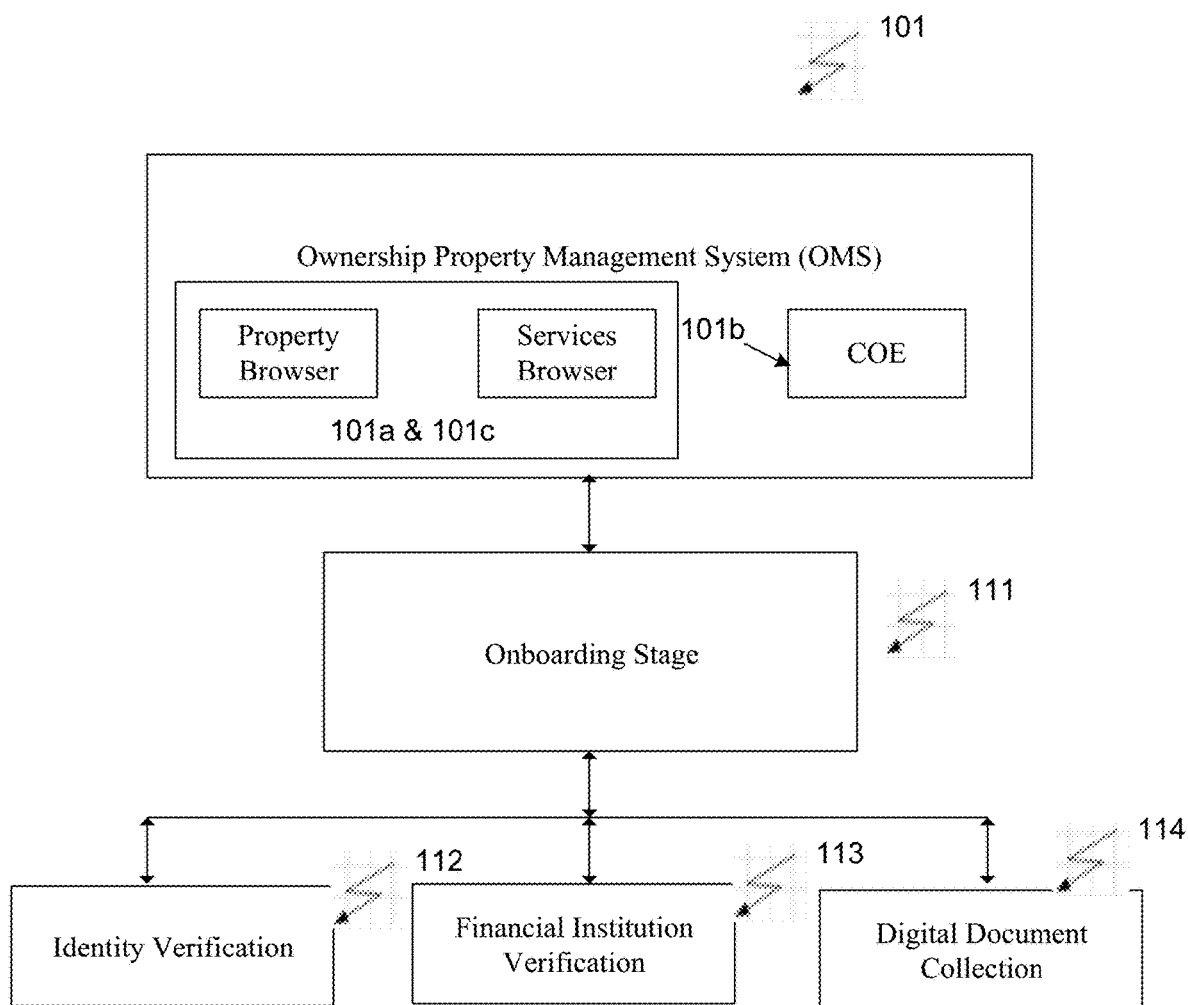 101
Ownership Property Management System (OMS)
Property
Browser
Services
Browser
101b
COE
101a & 101c
Onboarding Stage
111
112
113
114
Identity Verification
Financial Institution
Verification
Digital Document
Collection